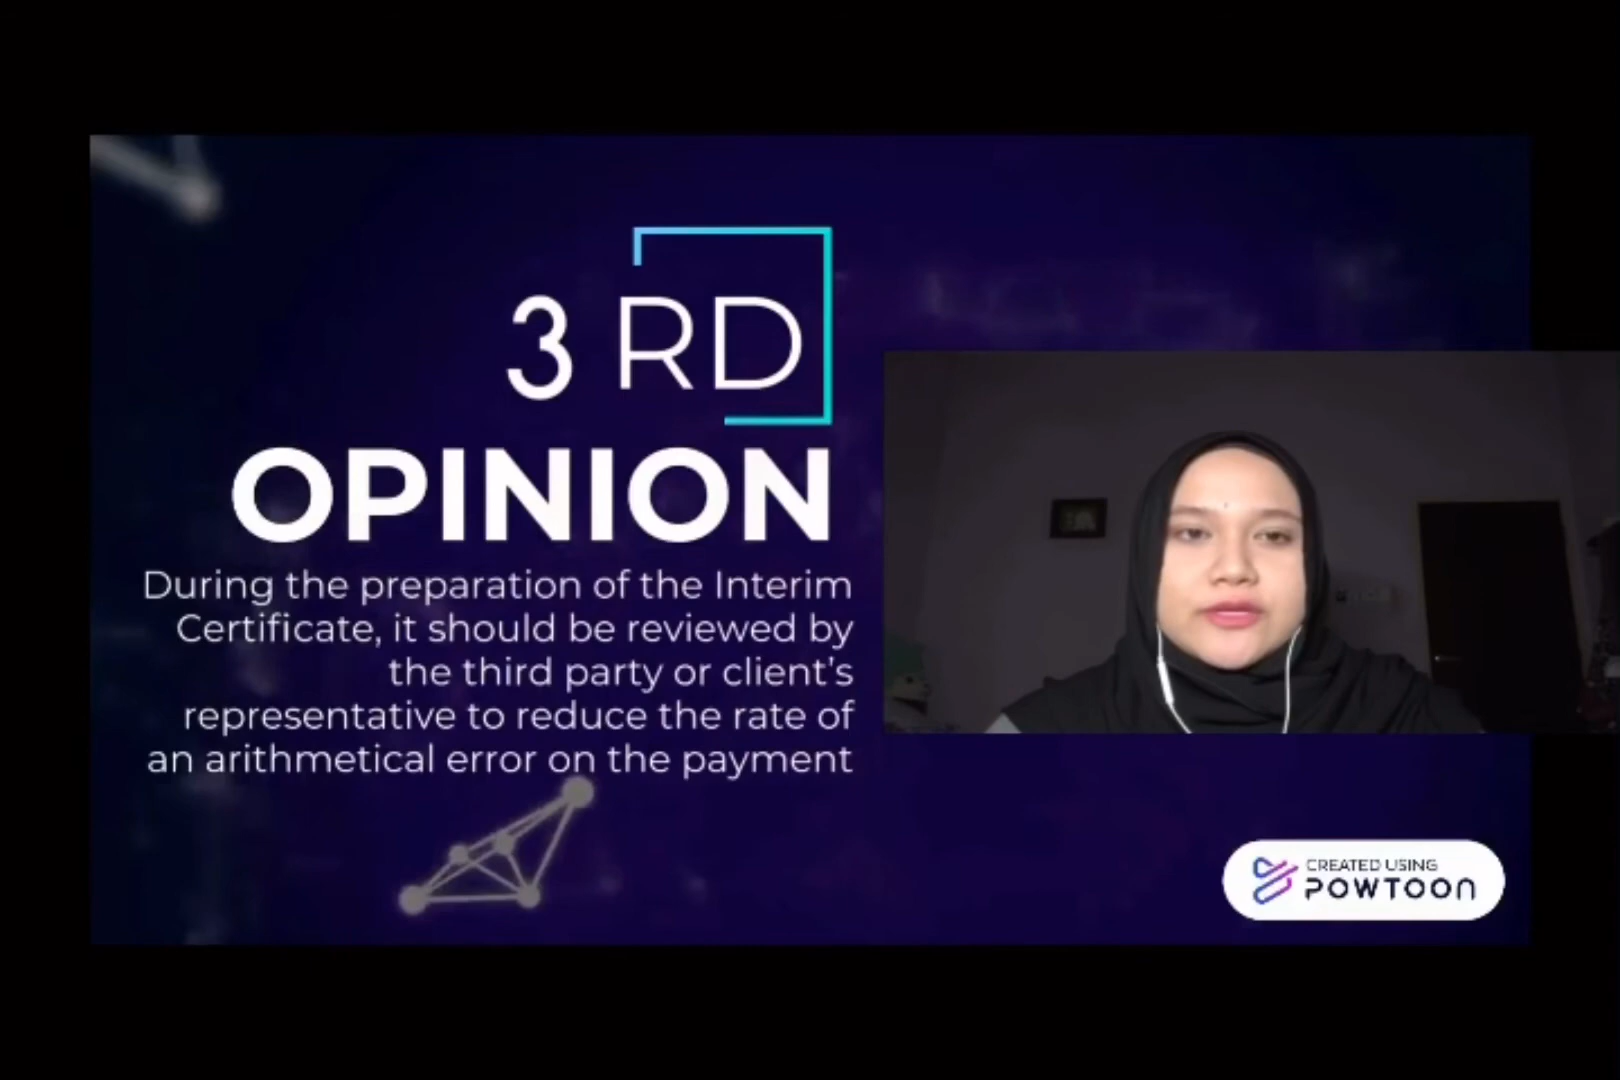 3 RD
OPINION
During the preparation of the Interim
Certificate, it should be reviewed by
the third party or client's
representative to reduce the rate of
an arithmetical error on the payment
CREATED USING
POWTOON